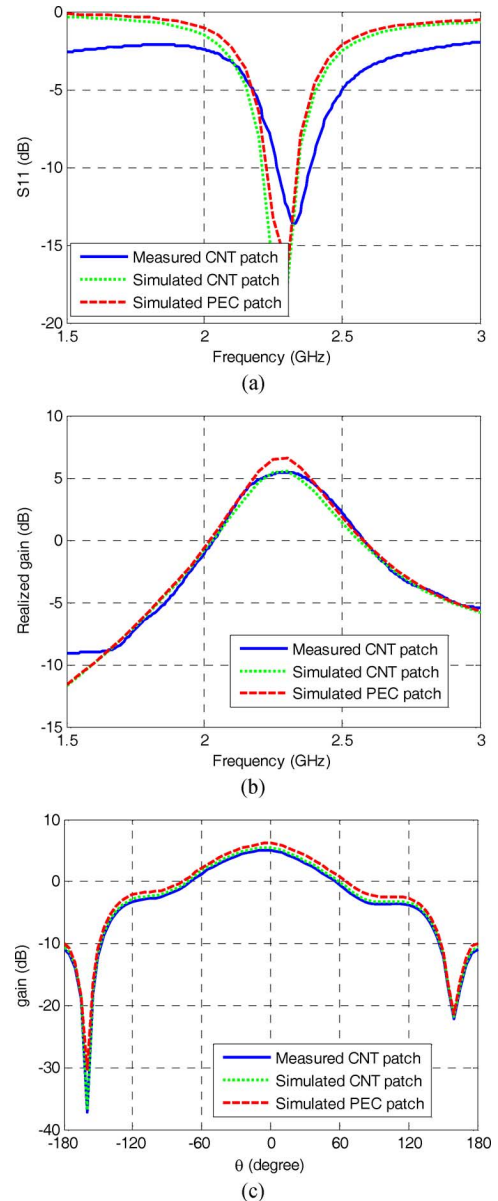 0
-5
-10
-15
-20
S11 (dB)
Measured CNT patch
Simulated CNT patch
Simulated PEC patch
1.5 2 2.5 3
Frequency (GHz)
(a)
10
5
0
-5
-10
-15
Realized gain (dB)
Measured CNT patch
Simulated CNT patch
Simulated PEC patch
1.5 2 2.5 3
Frequency (GHz)
(b)
10
0
-10
-20
-30
-40
gain (dB)
Measured CNT patch
Simulated CNT patch
Simulated PEC patch
-180 -120 -60 0 60 120 180
θ (degree)
(c)